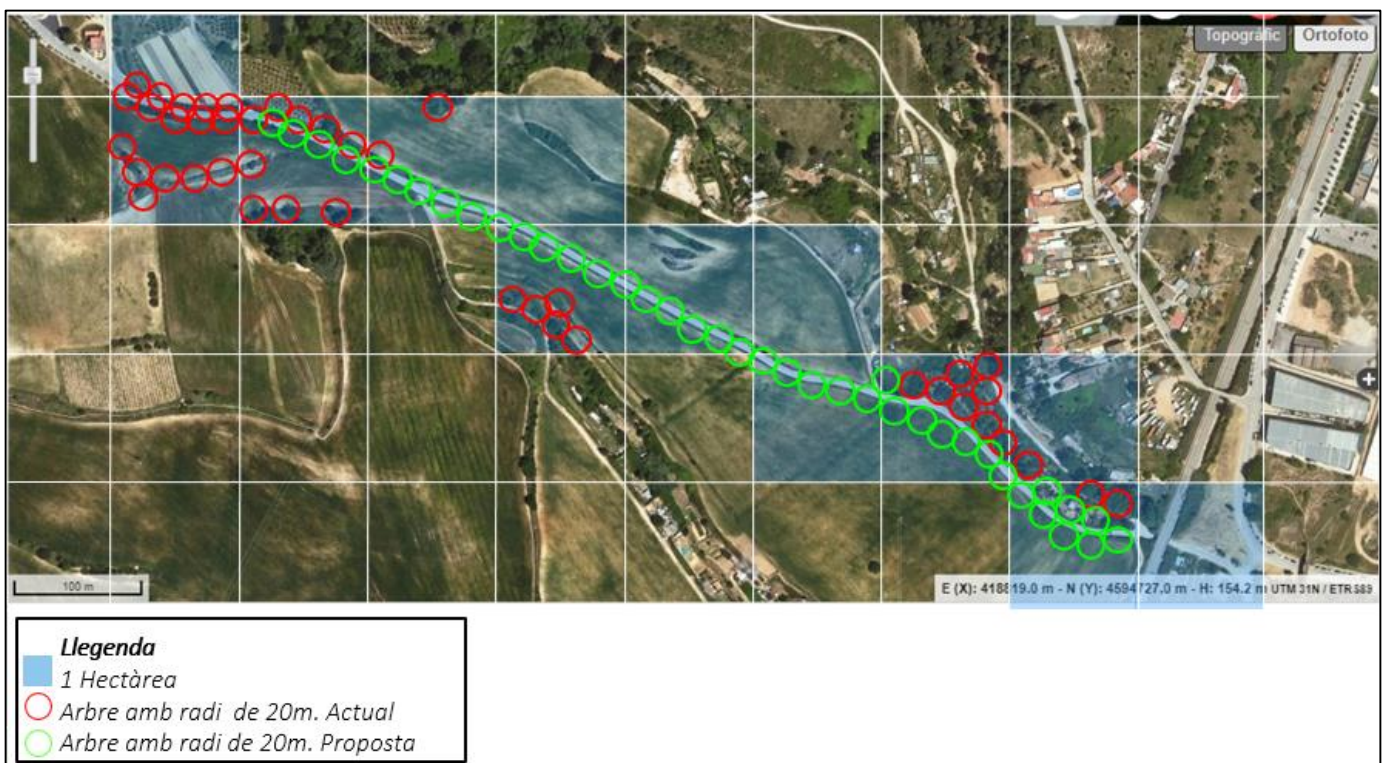 Topogràfic Ortofoto
100 m
E (X): 418819.0 m - N (Y): 4594727.0 m - H: 154.2 m UTM 31N / ETRS89
Llegenda
1 Hectàrea
Arbre amb radi de 20m. Actual
Arbre amb radi de 20m. Proposta